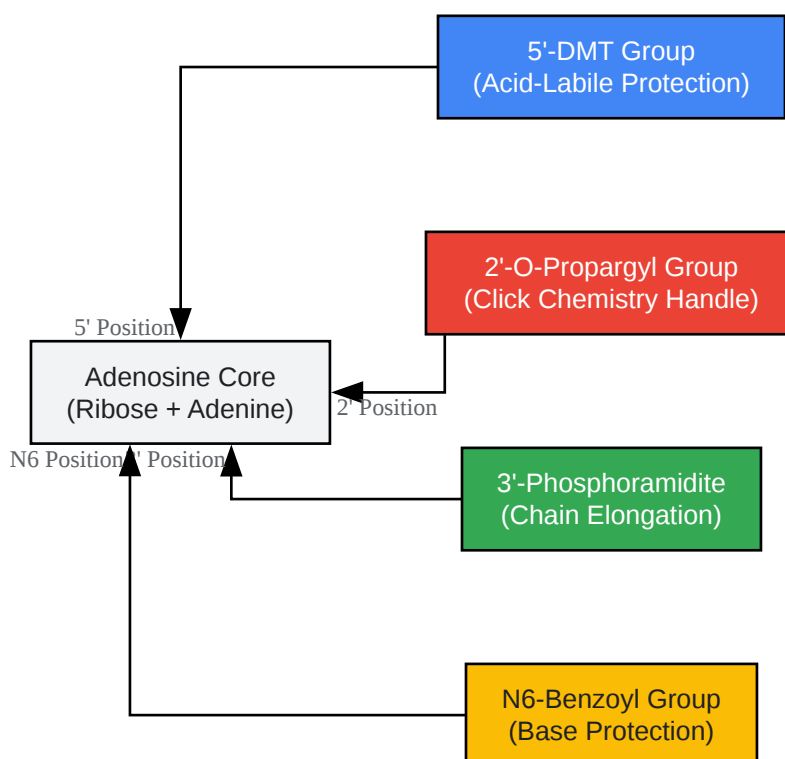 5'-DMT Group
(Acid-Labile Protection)
2'-O-Propargyl Group
(Click Chemistry Handle)
5' Position
Adenosine Core
(Ribose + Adenine)
2' Position
N6 Position
' Position
3'-Phosphoramidite
(Chain Elongation)
N6-Benzoyl Group
(Base Protection)